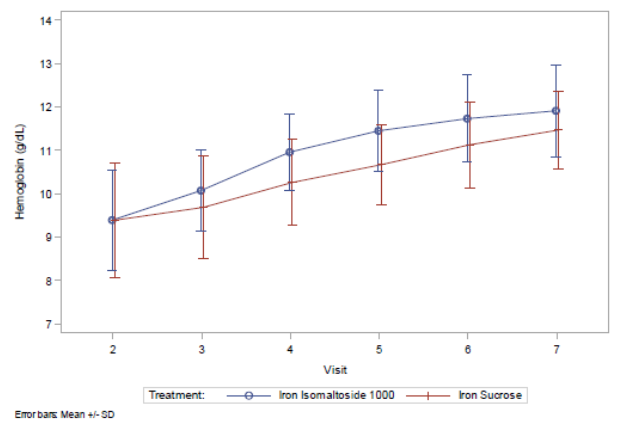 14
13
12
11
10
9
8
7
Hemoglobin (g/dL)
2 3 4 5 6 7
Visit
Treatment: Iron Isomaltoside 1000 Iron Sucrose
Error bars: Mean +/- SD